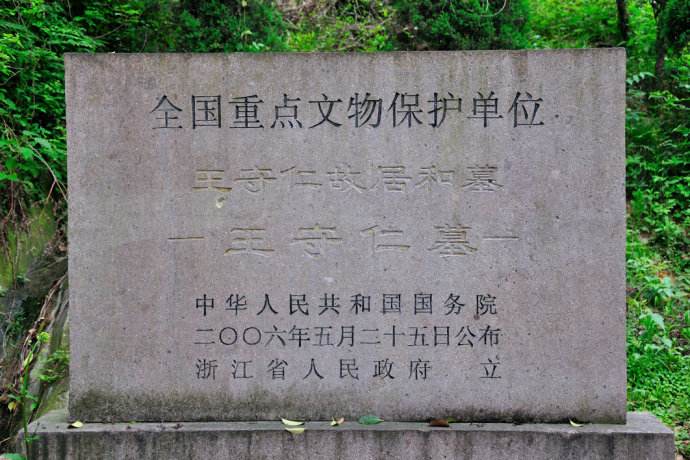 全国重点文物保护单位
王守仁故居和墓
一王守仁墓一
中华人民共和国国务院
二〇〇六年五月二十五日公布
浙江省人民政府 立